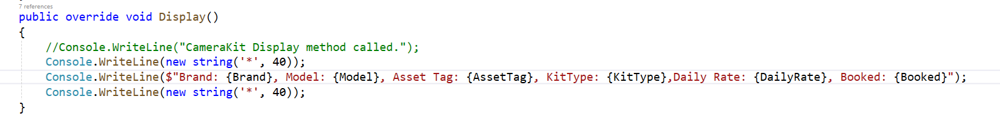 7 references
public override void Display()
{
//Console.WriteLine("CameraKit Display method called.");
Console.WriteLine(new string('*', 40));
Console.WriteLine($"Brand: {Brand}, Model: {Model}, Asset Tag: {AssetTag}, KitType: {KitType},Daily Rate: {DailyRate}, Booked: {Booked}");
Console.WriteLine(new string('*', 40));
}